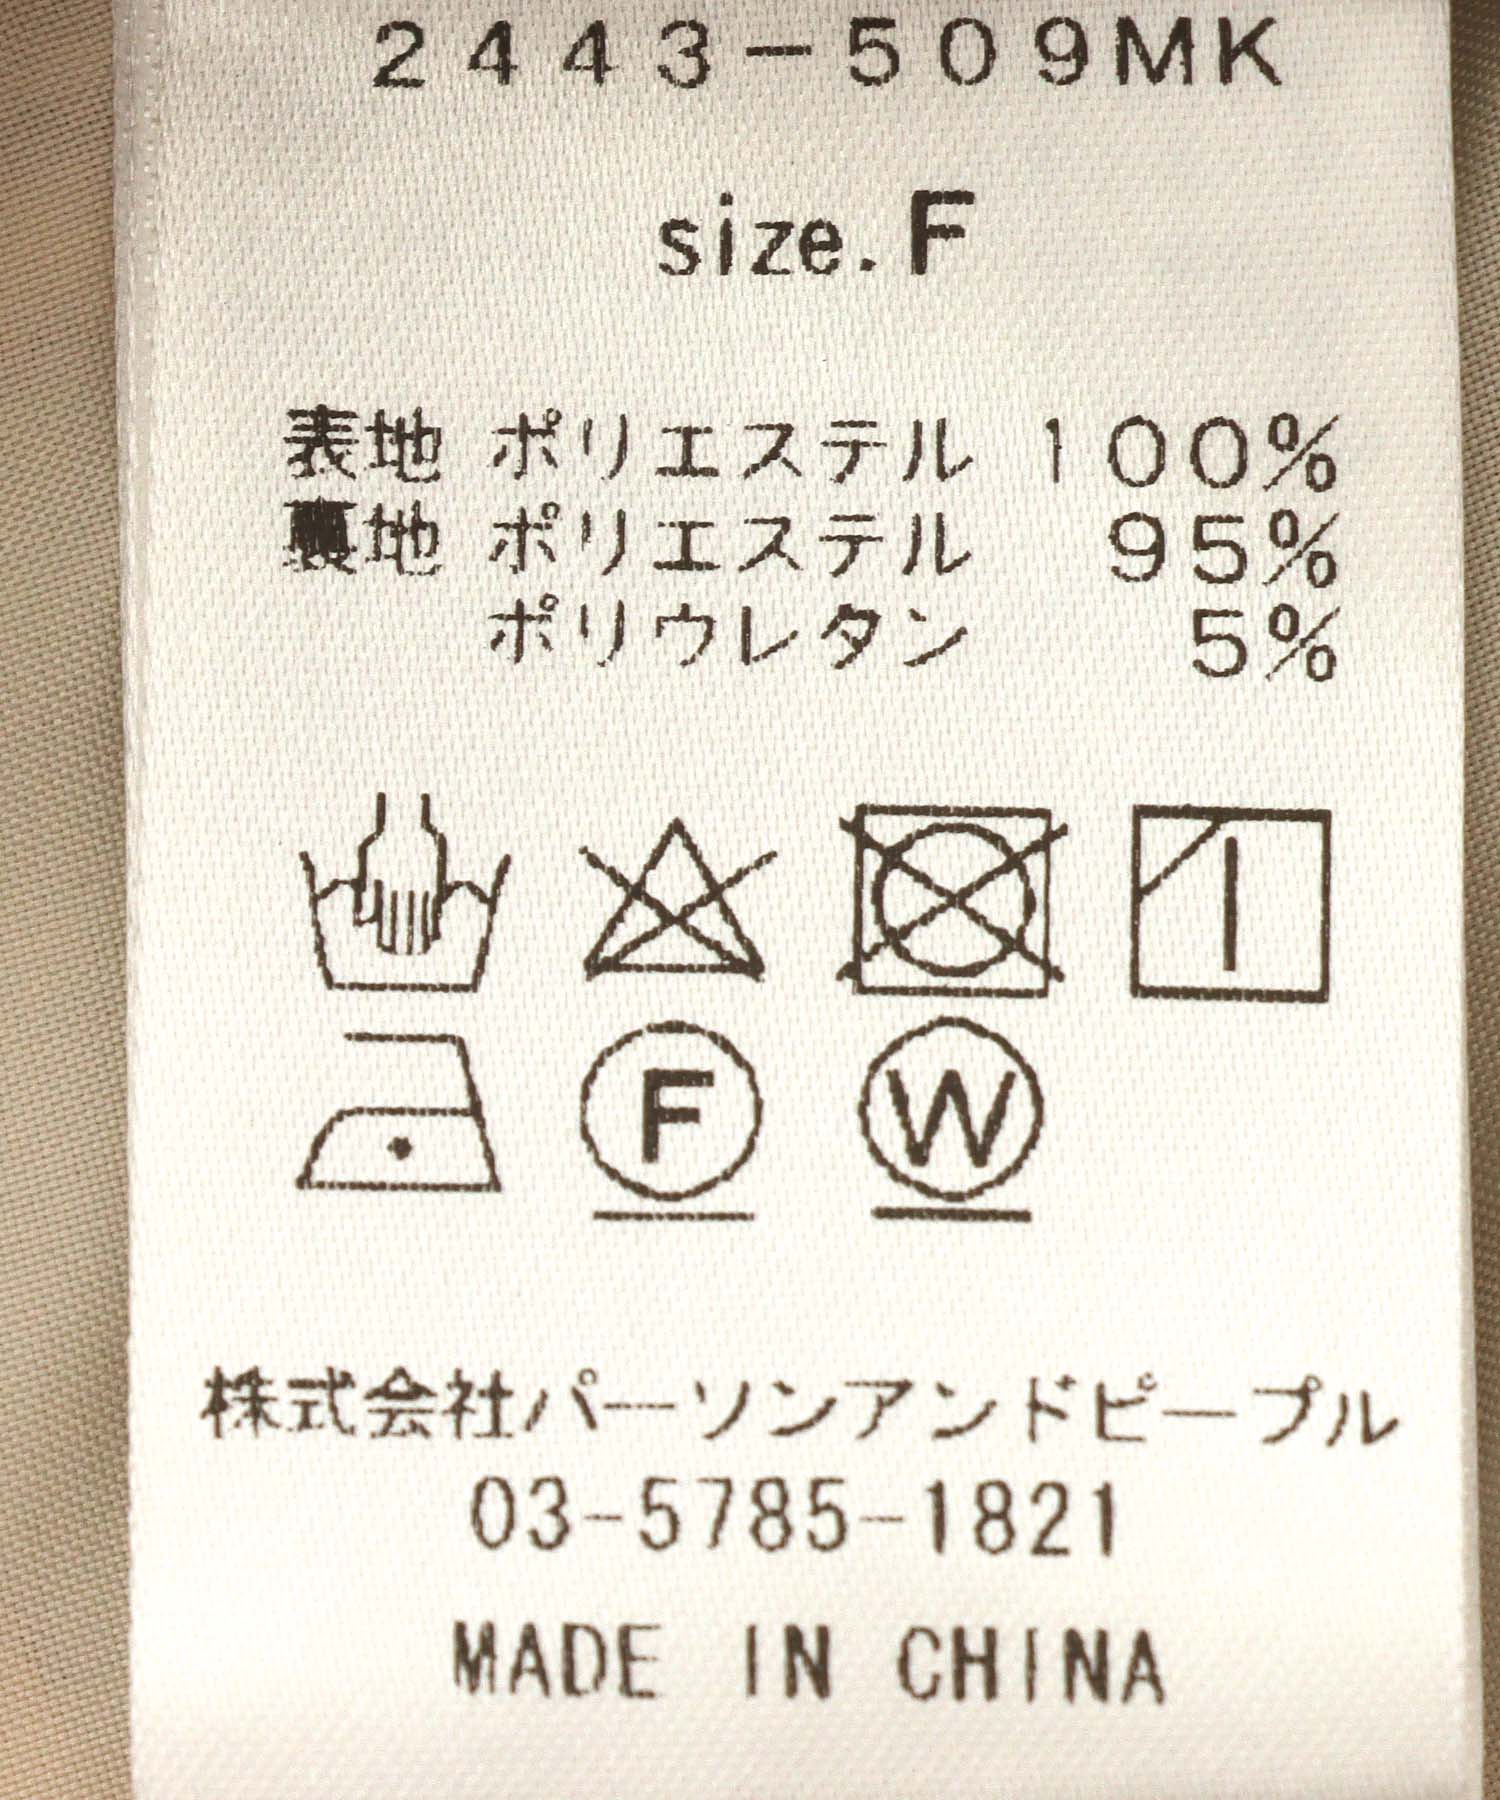 2443-509MK
size.F
表地 ポリエステル 100%
裏地 ポリエステル 95%
ポリウレタン 5%
F W
株式会社パーソンアンドピープル
03-5785-1821
MADE IN CHINA